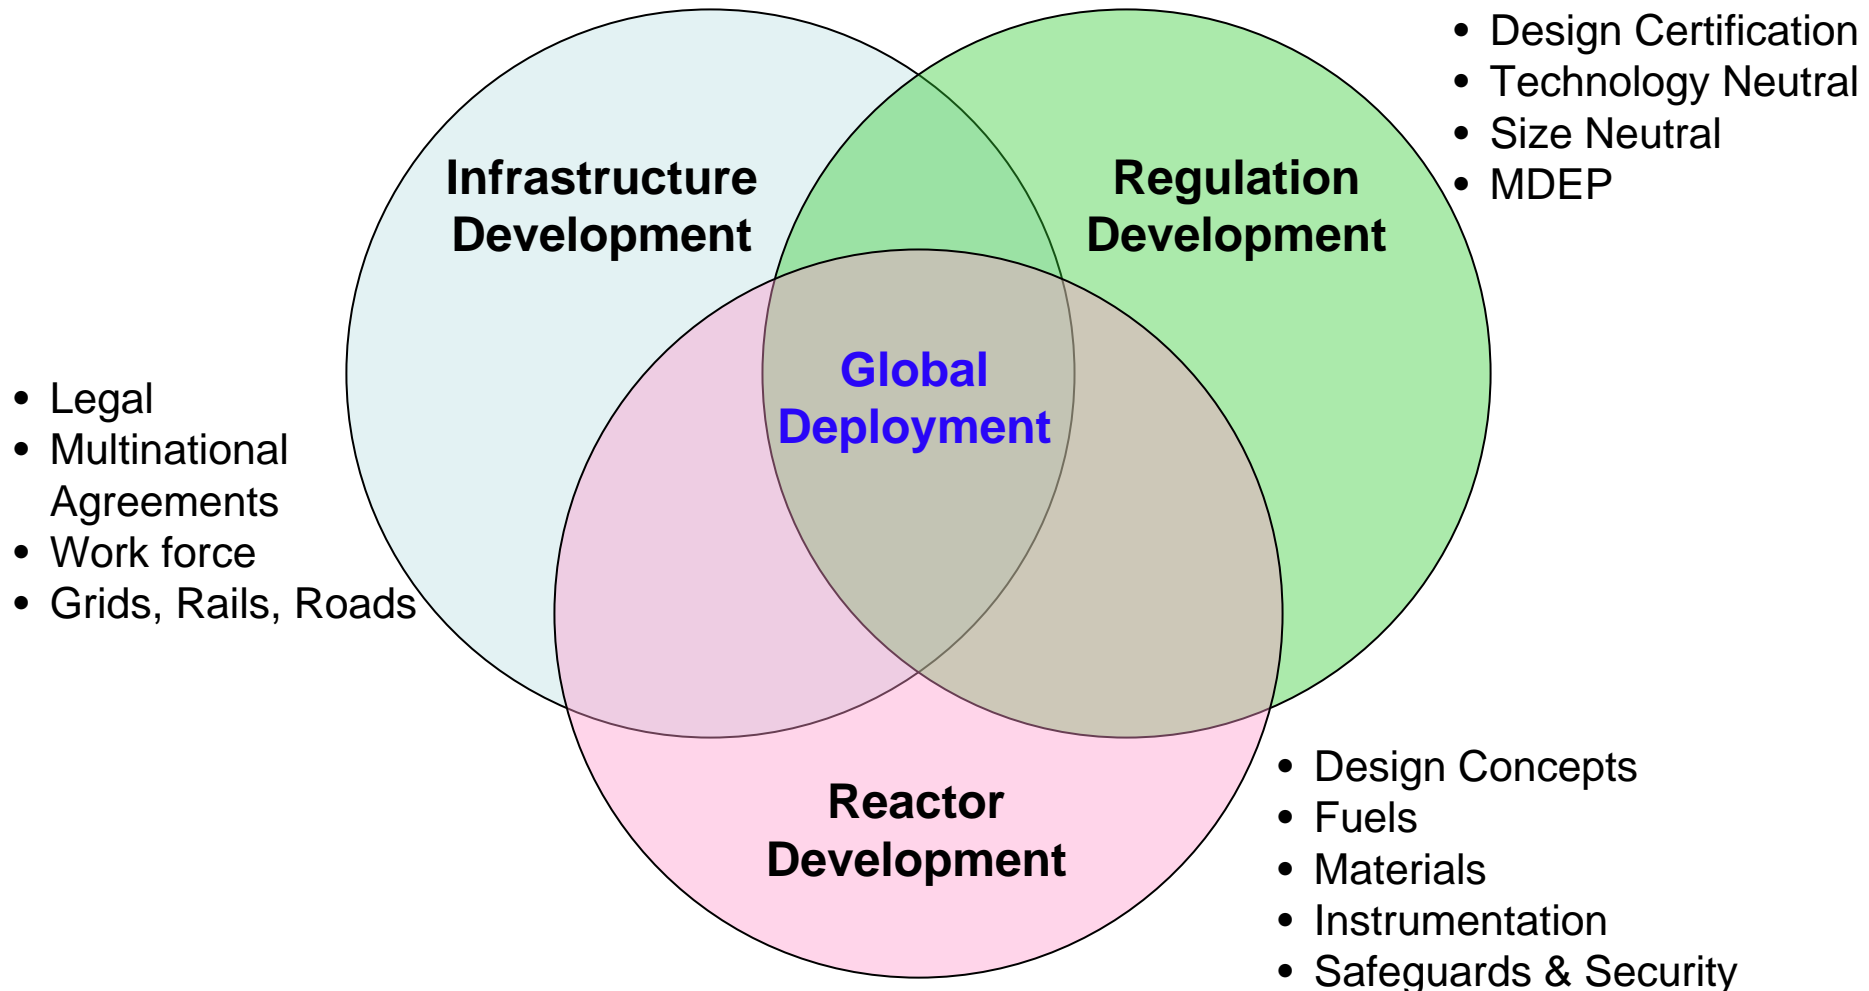 Infrastructure
Development
Regulation
Development
• Design Certification
• Technology Neutral
• Size Neutral
• MDEP
Global
Deployment
• Legal
• Multinational
Agreements
• Work force
• Grids, Rails, Roads
Reactor
Development
• Design Concepts
• Fuels
• Materials
• Instrumentation
• Safeguards & Security